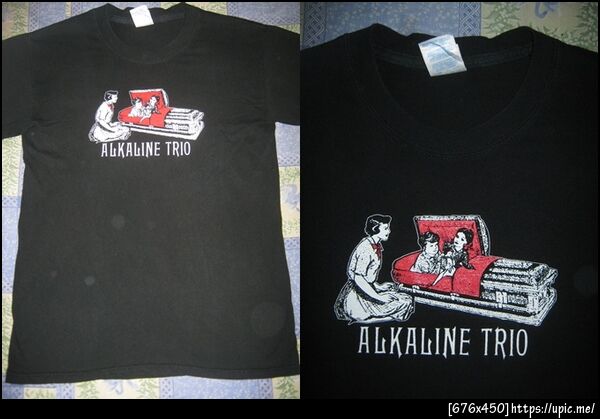 ALKALINE TRIO
ALKALINE TRIO
[676x450]https://upic.me/